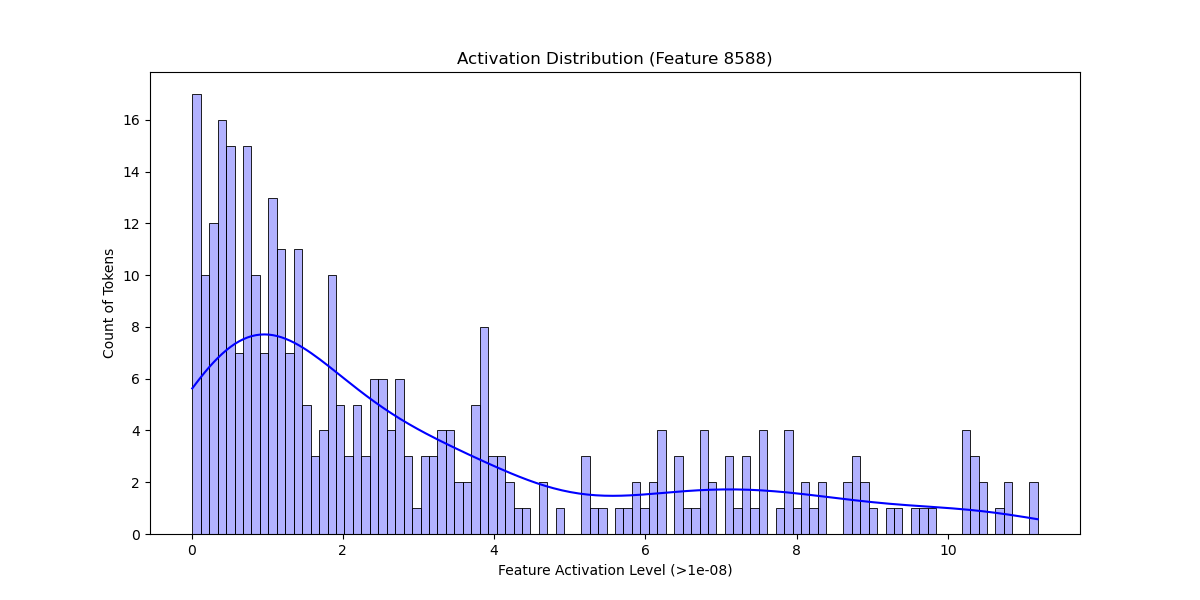 Activation Distribution (Feature 8588)
16
14
12
10
8
6
4
2
0
Count of Tokens
0 2 4 6 8 10
Feature Activation Level (>1e-08)